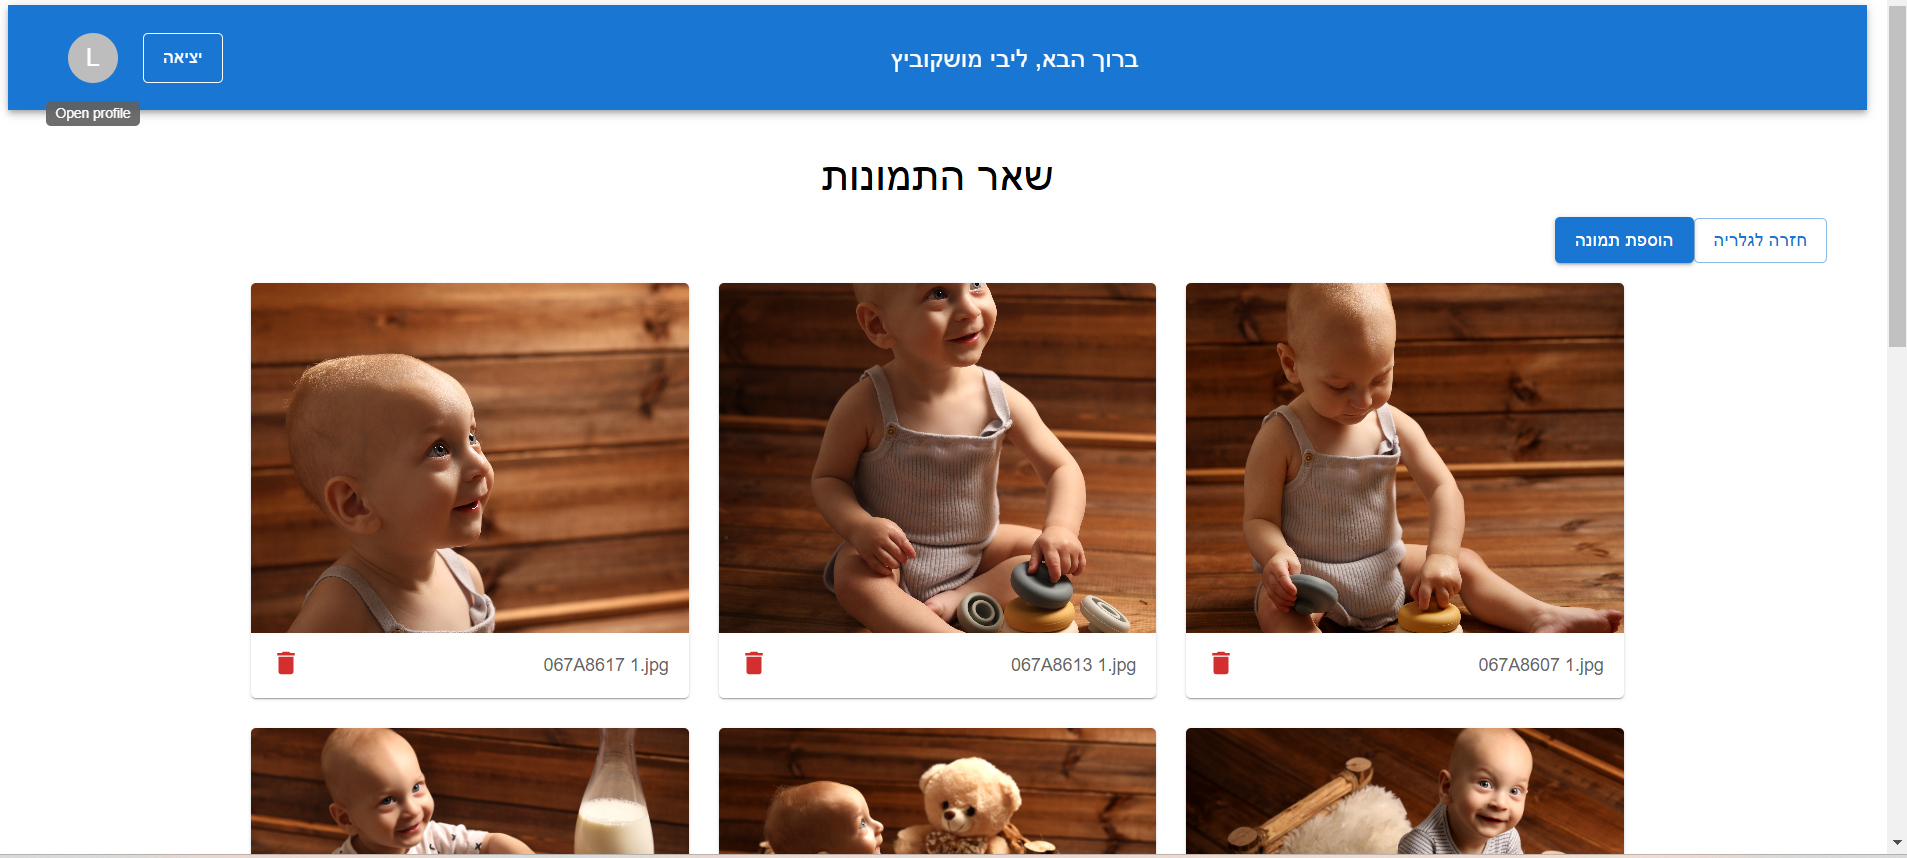 ברוך הבא, ליבי מושקוביץ
יציאה
L
Open profile
שאר התמונות
חזרה לגלריה
הוספת תמונה
067A8607 1.jpg
067A8613 1.jpg
067A8617 1.jpg